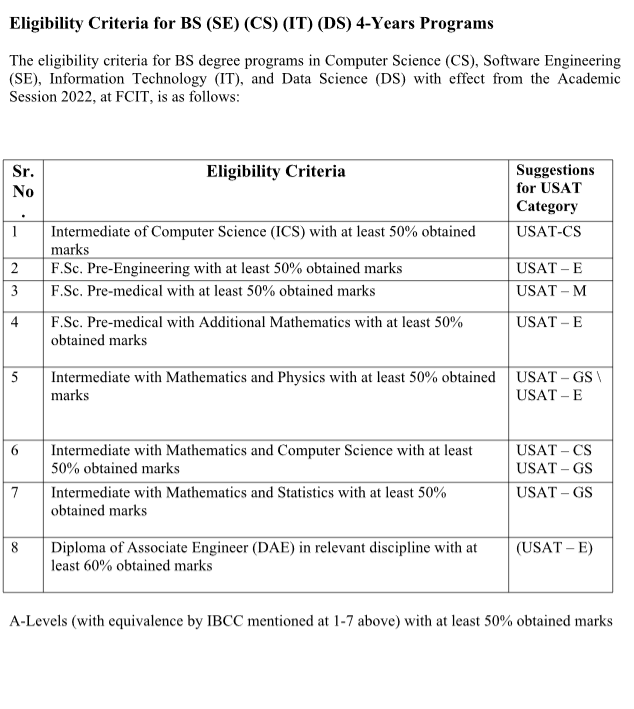 Eligibility Criteria for BS (SE) (CS) (IT) (DS) 4-Years Programs
The eligibility criteria for BS degree programs in Computer Science (CS), Software Engineering
(SE), Information Technology (IT), and Data Science (DS) with effect from the Academic
Session 2022, at FCIT, is as follows:
Sr. Eligibility Criteria Suggestions
No for USAT
. Category
1 Intermediate of Computer Science (ICS) with at least 50% obtained USAT-CS
marks
2 F.Sc. Pre-Engineering with at least 50% obtained marks USAT – E
3 F.Sc. Pre-medical with at least 50% obtained marks USAT – M
4 F.Sc. Pre-medical with Additional Mathematics with at least 50% USAT – E
obtained marks
5 Intermediate with Mathematics and Physics with at least 50% obtained USAT – GS \
marks USAT – E
6 Intermediate with Mathematics and Computer Science with at least USAT – CS
50% obtained marks USAT – GS
7 Intermediate with Mathematics and Statistics with at least 50% USAT – GS
obtained marks
8 Diploma of Associate Engineer (DAE) in relevant discipline with at (USAT – E)
least 60% obtained marks
A-Levels (with equivalence by IBCC mentioned at 1-7 above) with at least 50% obtained marks